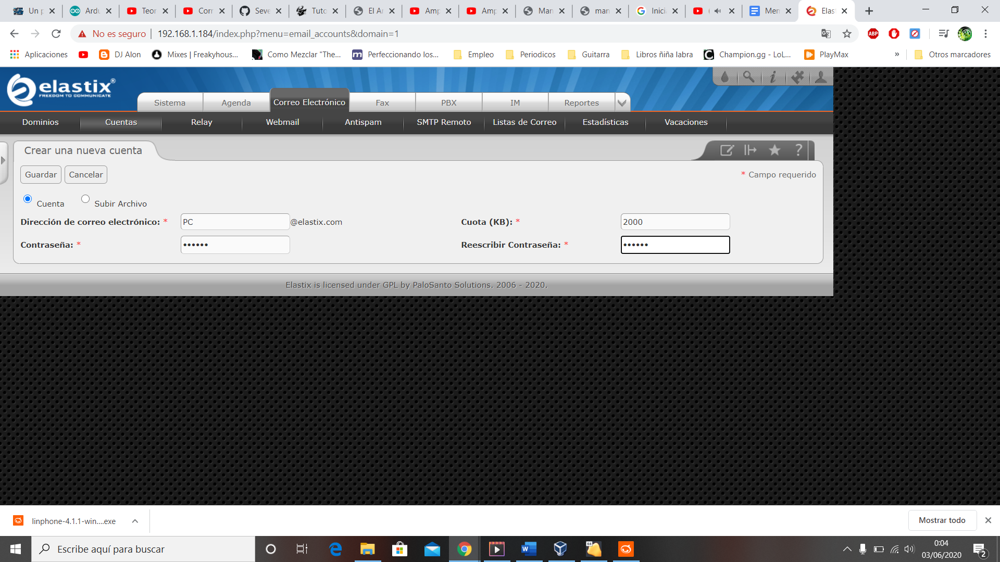 Un p
Ardu
Teor
Corr
Seve
Tuto
El Ar
Amp
Amp
Man
man
Inici
Men
Elas
No es seguro
192.168.1.184/index.php?menu=email_accounts&domain=1
Aplicaciones
DJ Alon
Mixes | Freakyhous...
Como Mezclar "The...
Perfeccionando los...
Empleo
Periodicos
Guitarra
Libros ñiña labra
Champion.gg - LoL...
PlayMax
»
Otros marcadores
elastix®
FREEDOM TO COMMUNICATE
Sistema
Agenda
Correo Electrónico
Fax
PBX
IM
Reportes
Dominios
Cuentas
Relay
Webmail
Antispam
SMTP Remoto
Listas de Correo
Estadísticas
Vacaciones
Crear una nueva cuenta
Guardar
Cancelar
* Campo requerido
Cuenta
Subir Archivo
Dirección de correo electrónico: *
PC
@elastix.com
Cuota (KB): *
2000
Contraseña: *
••••••
Reescribir Contraseña: *
••••••
Elastix is licensed under GPL by PaloSanto Solutions. 2006 - 2020.
linphone-4.1.1-win....exe
Mostrar todo
Escribe aquí para buscar
0:04
03/06/2020
2